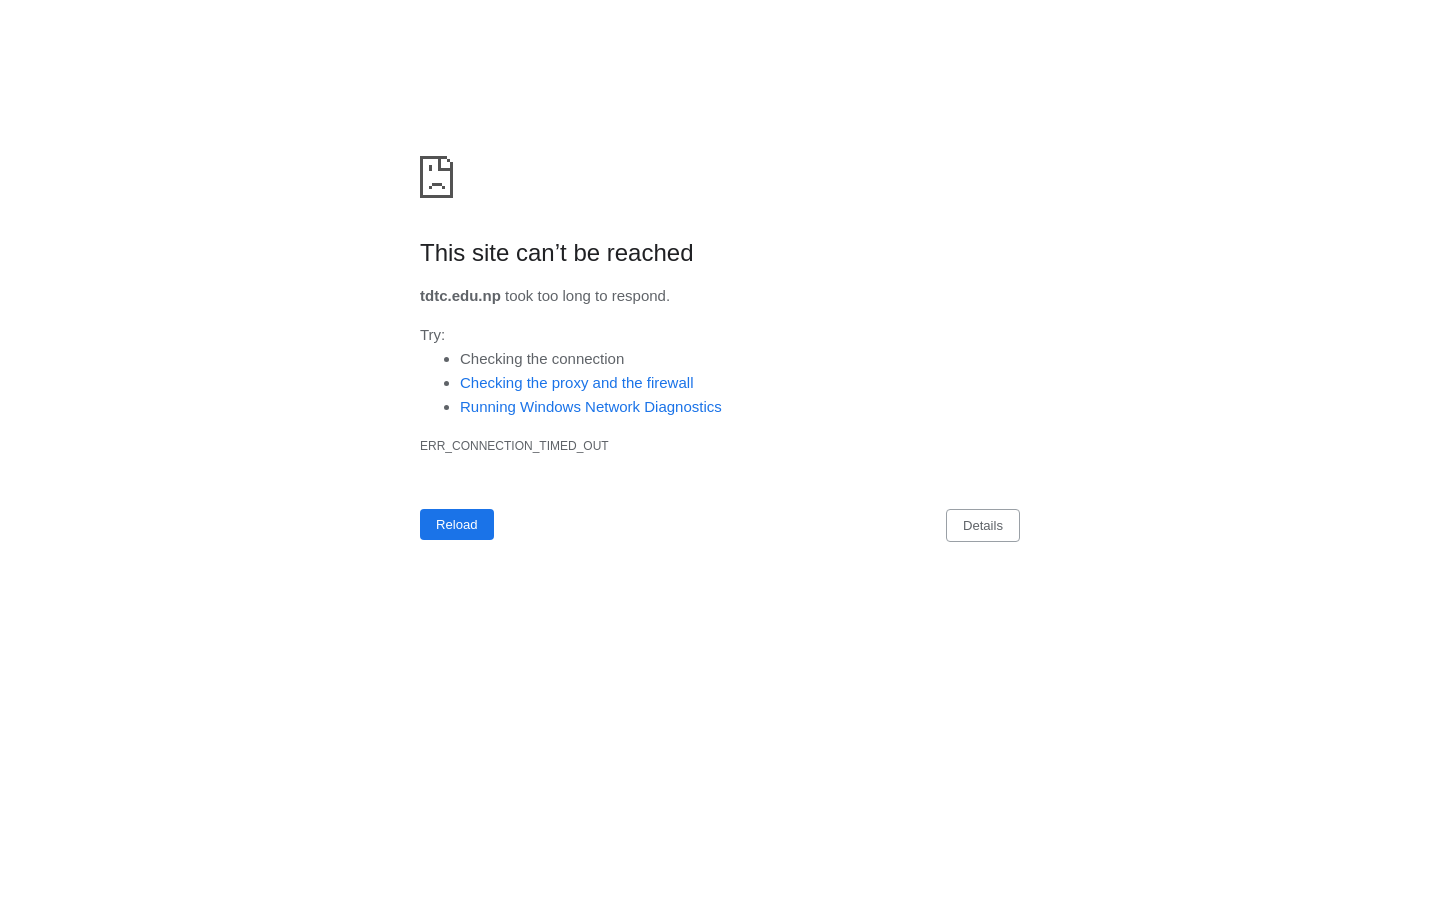 This site can’t be reached
tdtc.edu.np took too long to respond.
Try:
Checking the connection
Checking the proxy and the firewall
Running Windows Network Diagnostics
ERR_CONNECTION_TIMED_OUT
Reload
Details